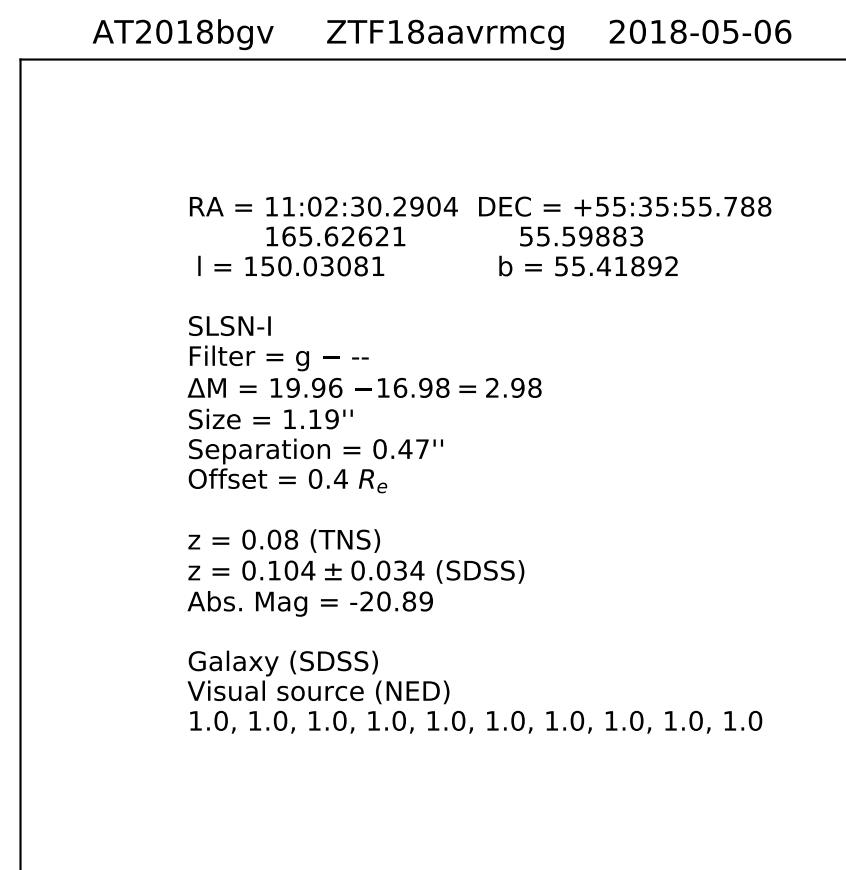 AT2018bgv ZTF18aavrmcg 2018-05-06
RA = 11:02:30.2904 DEC = +55:35:55.788
165.62621 55.59883
l = 150.03081 b = 55.41892
SLSN-I
Filter = g − --
ΔM = 19.96 −16.98 = 2.98
Size = 1.19''
Separation = 0.47''
Offset = 0.4 Re
z = 0.08 (TNS)
z = 0.104 ± 0.034 (SDSS)
Abs. Mag = -20.89
Galaxy (SDSS)
Visual source (NED)
1.0, 1.0, 1.0, 1.0, 1.0, 1.0, 1.0, 1.0, 1.0, 1.0